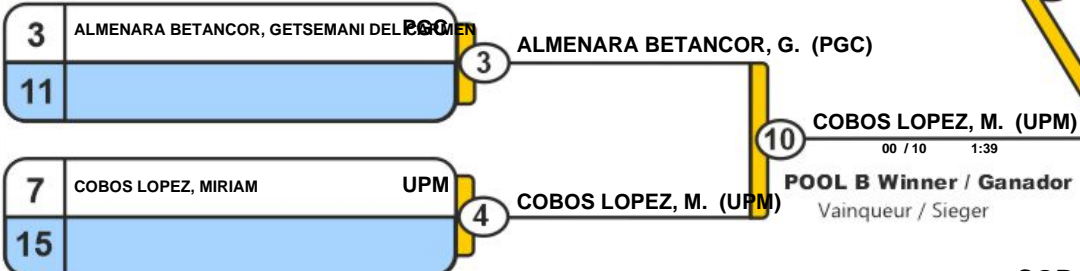 3 ALMENARA BETANCOR, GETSEMANI DEL CARMEN PGC
11
3
ALMENARA BETANCOR, G. (PGC)
7 COBOS LOPEZ, MIRIAM UPM
15
4
COBOS LOPEZ, M. (UPM)
10
COBOS LOPEZ, M. (UPM)
00 / 10 1:39
POOL B Winner / Ganador
Vainqueur / Sieger